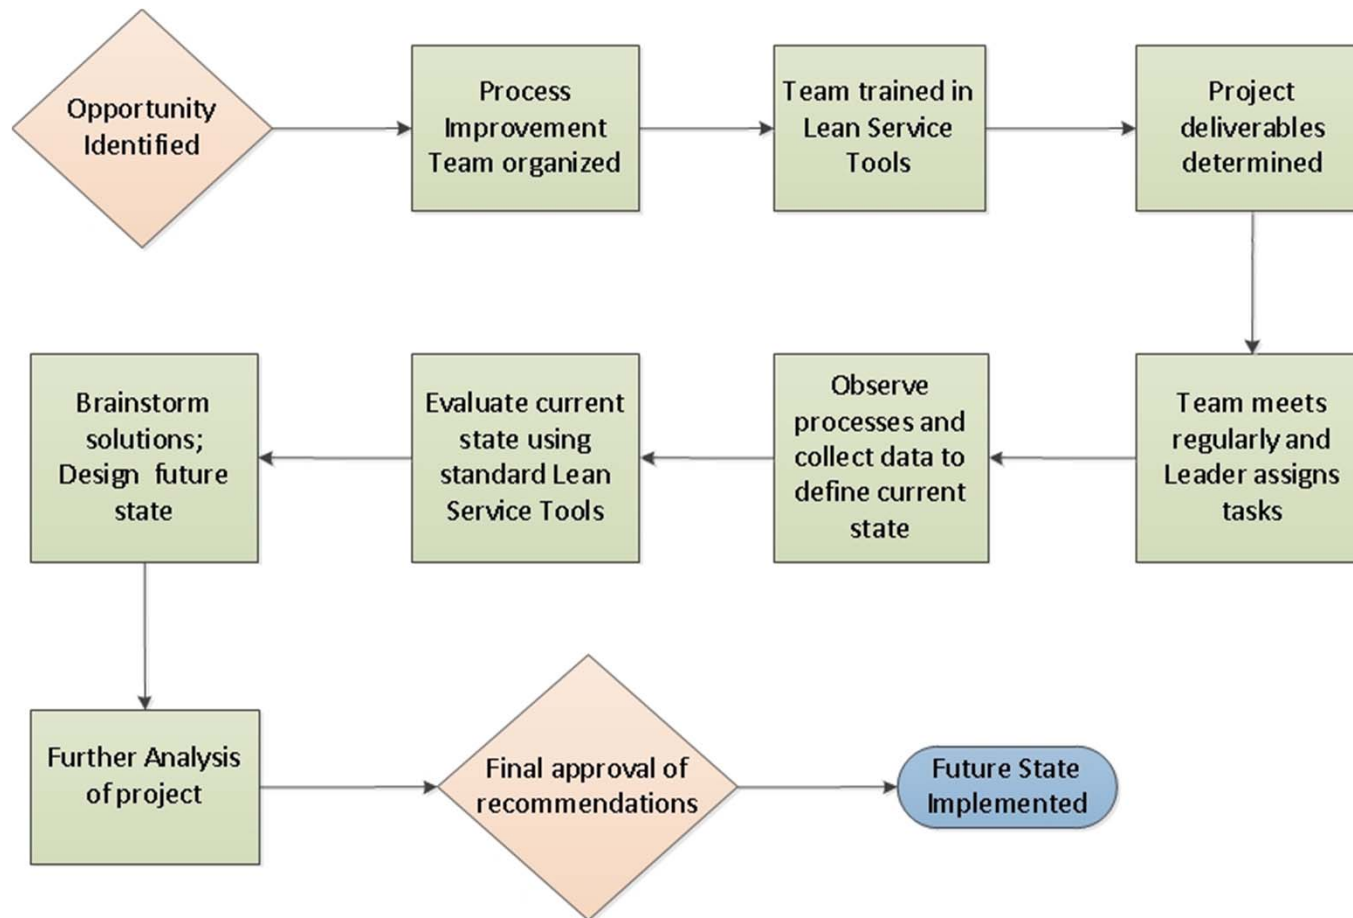 Opportunity
Identified
Process
Improvement
Team organized
Team trained in
Lean Service
Tools
Project
deliverables
determined
Team meets
regularly and
Leader assigns
tasks
Observe
processes and
collect data to
define current
state
Evaluate current
state using
standard Lean
Service Tools
Brainstorm
solutions;
Design future
state
Further Analysis
of project
Final approval of
recommendations
Future State
Implemented